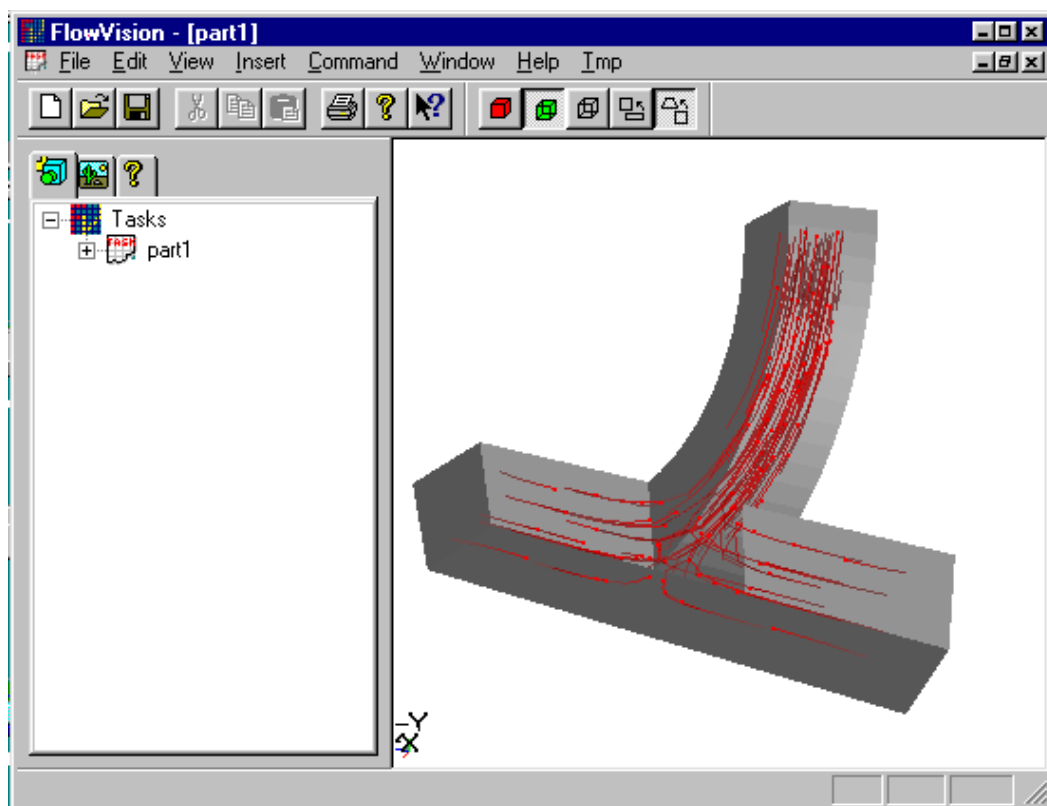 FlowVision - [part1]
File Edit View Insert Command Window Help Tmp
Tasks
part1
Y
X